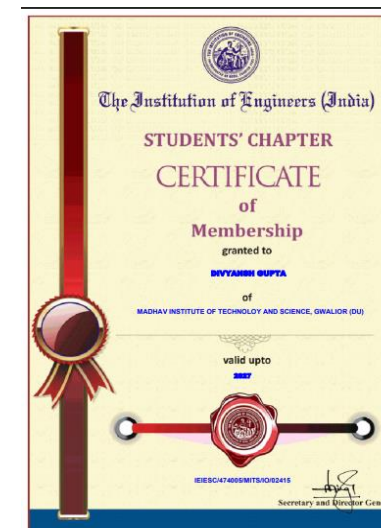 The Institution of Engineers (India)
STUDENTS' CHAPTER
CERTIFICATE
of
Membership
granted to
DIVYANSH GUPTA
of
MADHAV INSTITUTE OF TECHNOLOY AND SCIENCE, GWALIOR (DU)
valid upto
2027
IEIESC/474005/MITS/IO/02415
Secretary and Director Gen